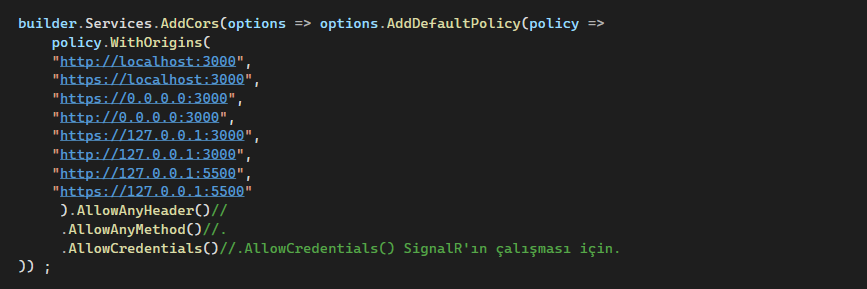 builder.Services.AddCors(options => options.AddDefaultPolicy(policy =>
    policy.WithOrigins(
    "http://localhost:3000",
    "https://localhost:3000",
    "https://0.0.0.0:3000",
    "http://0.0.0.0:3000",
    "https://127.0.0.1:3000",
    "http://127.0.0.1:3000",
    "http://127.0.0.1:5500",
    "https://127.0.0.1:5500"
     ).AllowAnyHeader()//
     .AllowAnyMethod()//.
     .AllowCredentials()//.AllowCredentials() SignalR'ın çalışması için.
)) ;